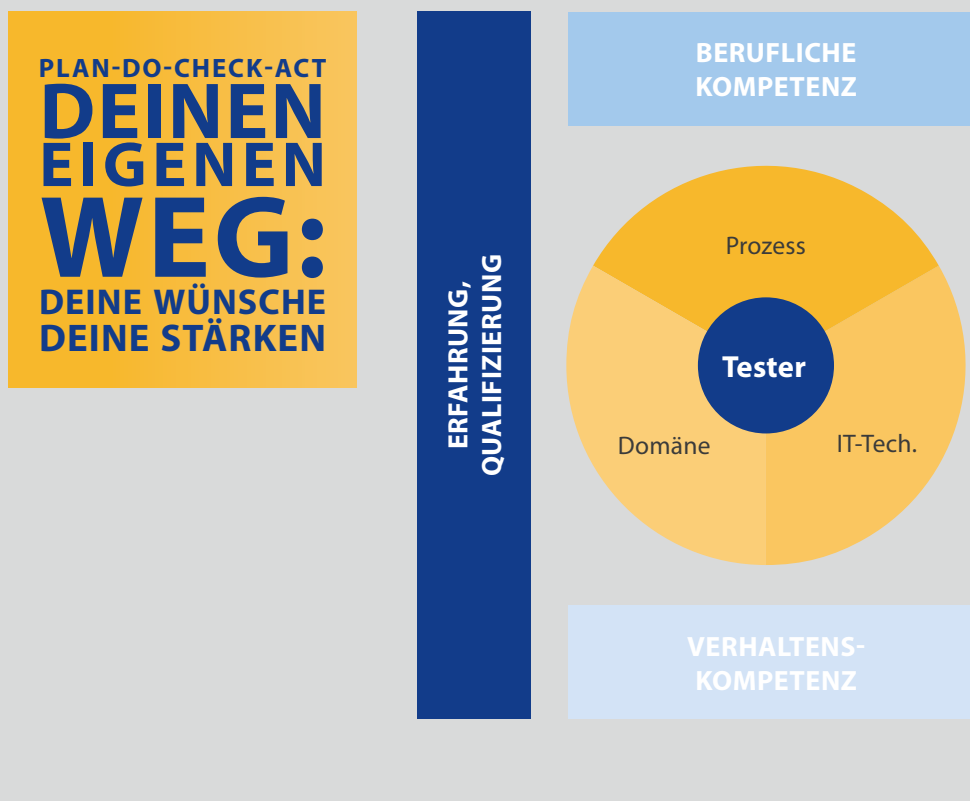 PLAN-DO-CHECK-ACT
DEINEN
EIGENEN
WEG:
DEINE WÜNSCHE
DEINE STÄRKEN
ERFAHRUNG,
QUALIFIZIERUNG
BERUFLICHE
KOMPETENZ
Prozess
Tester
Domäne
IT-Tech.
VERHALTENS-
KOMPETENZ